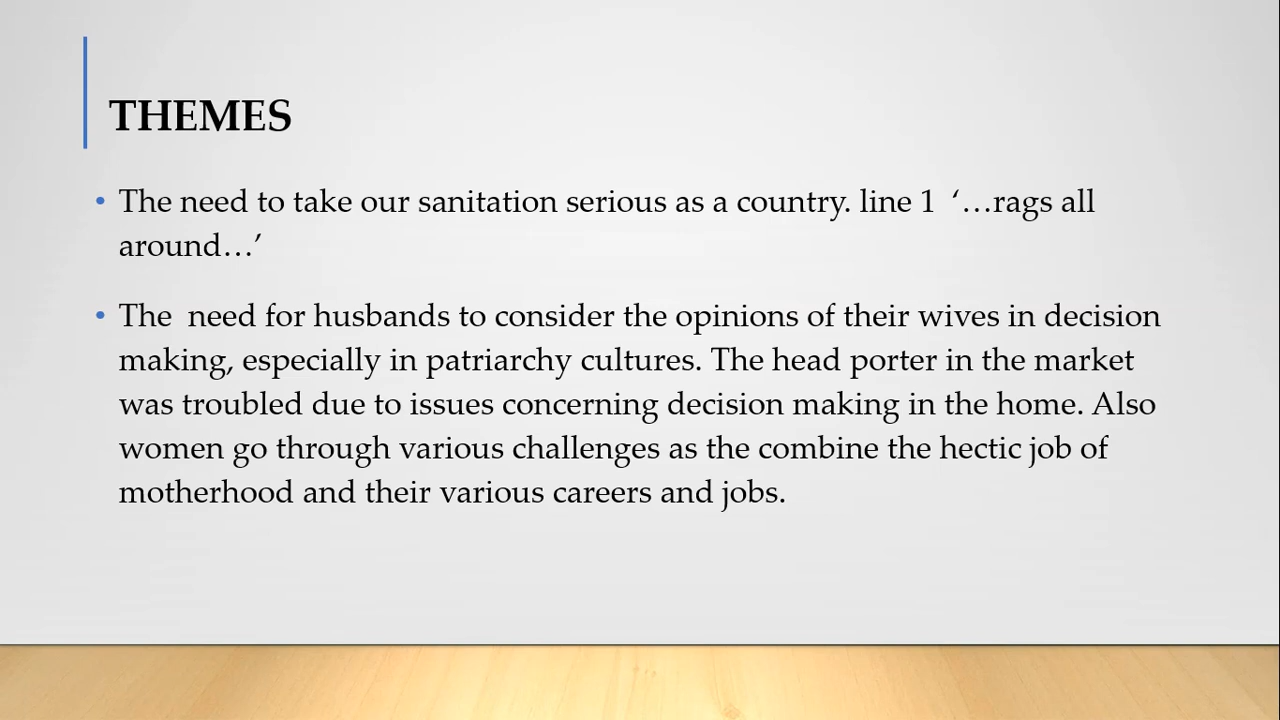 THEMES
• The need to take our sanitation serious as a country. line 1  ‘…rags all
around…’
• The  need for husbands to consider the opinions of their wives in decision
making, especially in patriarchy cultures. The head porter in the market
was troubled due to issues concerning decision making in the home. Also
women go through various challenges as the combine the hectic job of
motherhood and their various careers and jobs.